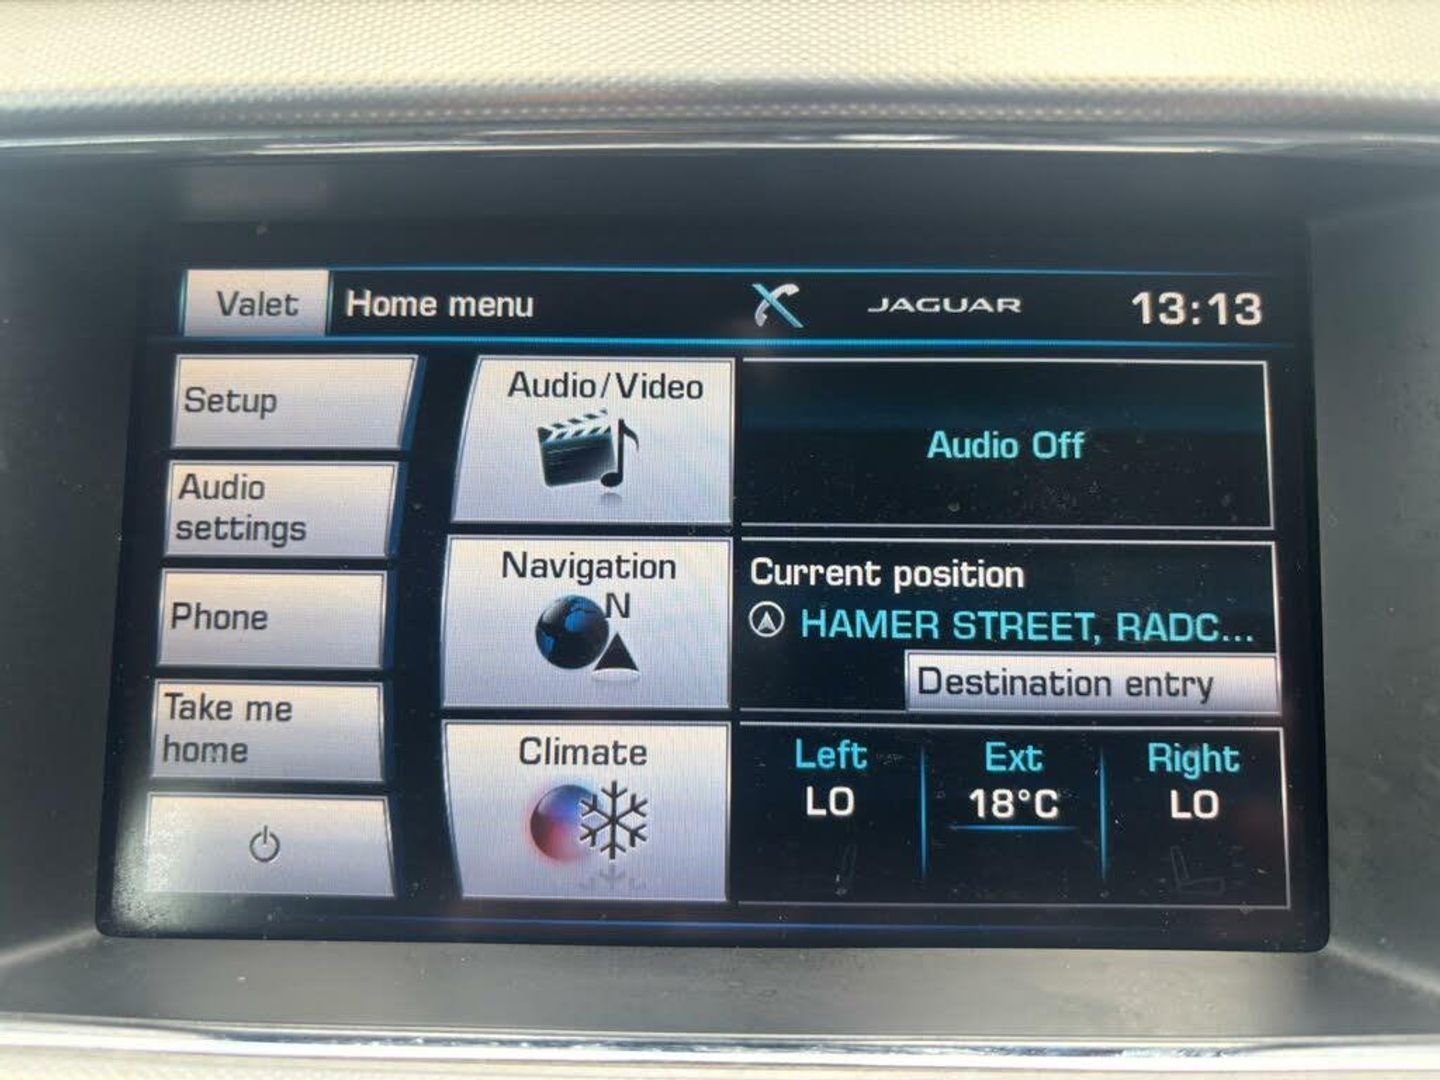 Valet Home menu JAGUAR 13:13
Setup
Audio
settings
Phone
Take me
home
Audio/Video
Audio Off
Navigation
N
Current position
HAMER STREET, RADC...
Destination entry
Climate
Left Ext Right
LO 18°C LO